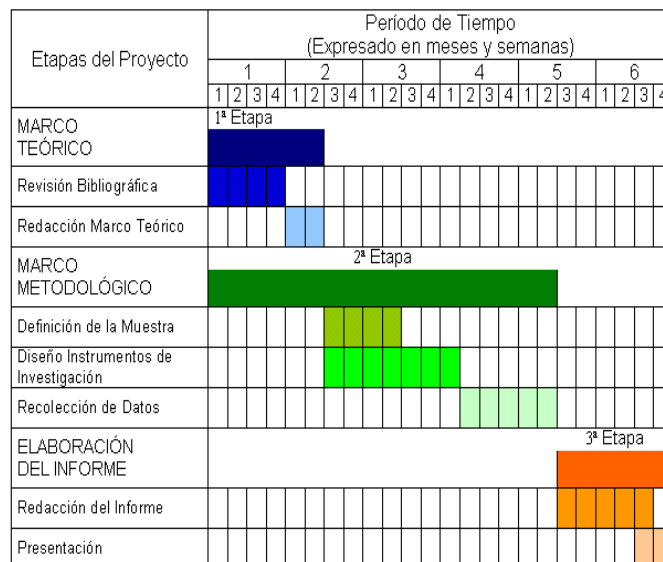 Etapas del Proyecto
Período de Tiempo
(Expresado en meses y semanas)
1 2 3 4 5 6
1 2 3 4 1 2 3 4 1 2 3 4 1 2 3 4 1 2 3 4 1 2 3 4
MARCO
TEÓRICO
1ª Etapa
Revisión Bibliográfica
Redacción Marco Teórico
MARCO
METODOLÓGICO
2ª Etapa
Definición de la Muestra
Diseño Instrumentos de
Investigación
Recolección de Datos
ELABORACIÓN
DEL INFORME
3ª Etapa
Redacción del Informe
Presentación